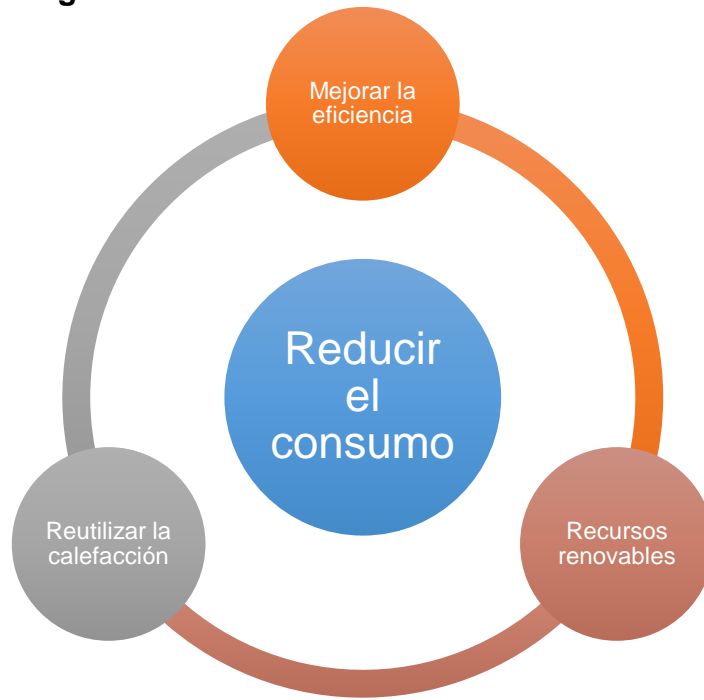 Mejorar la
eficiencia
Reducir
el
consumo
Reutilizar la
calefacción
Recursos
renovables